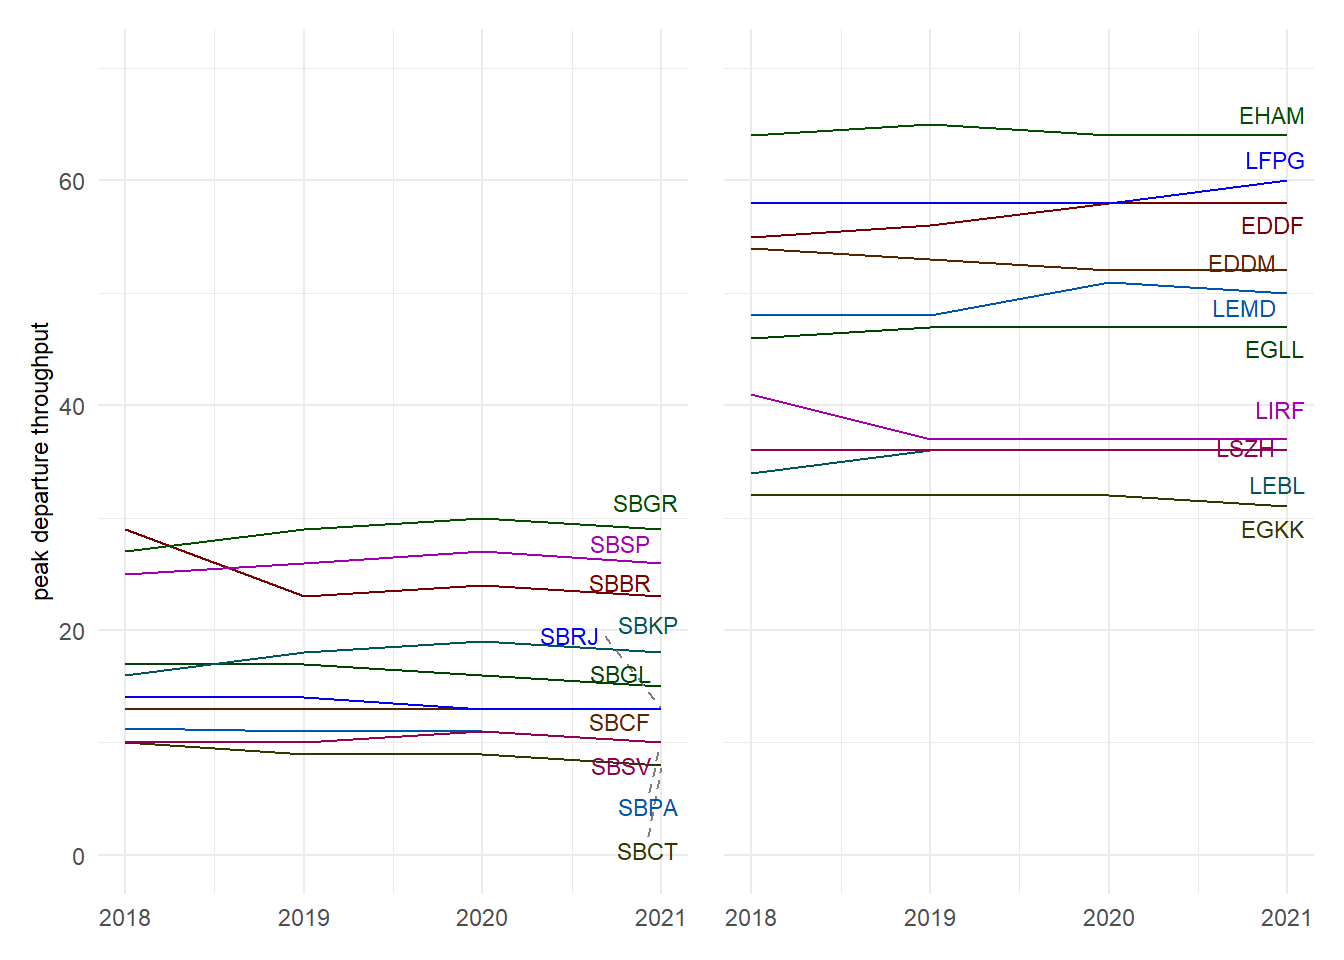 peak departure throughput
60
40
20
0
SBGR
SBSP
SBBR
SBKP
SBRJ
SBGL
SBCF
SBSV
SBPA
SBCT
2018 2019 2020 2021
EHAM
LFPG
EDDF
EDDM
LEMD
EGLL
LIRF
LSZH
LEBL
EGKK
2018 2019 2020 2021